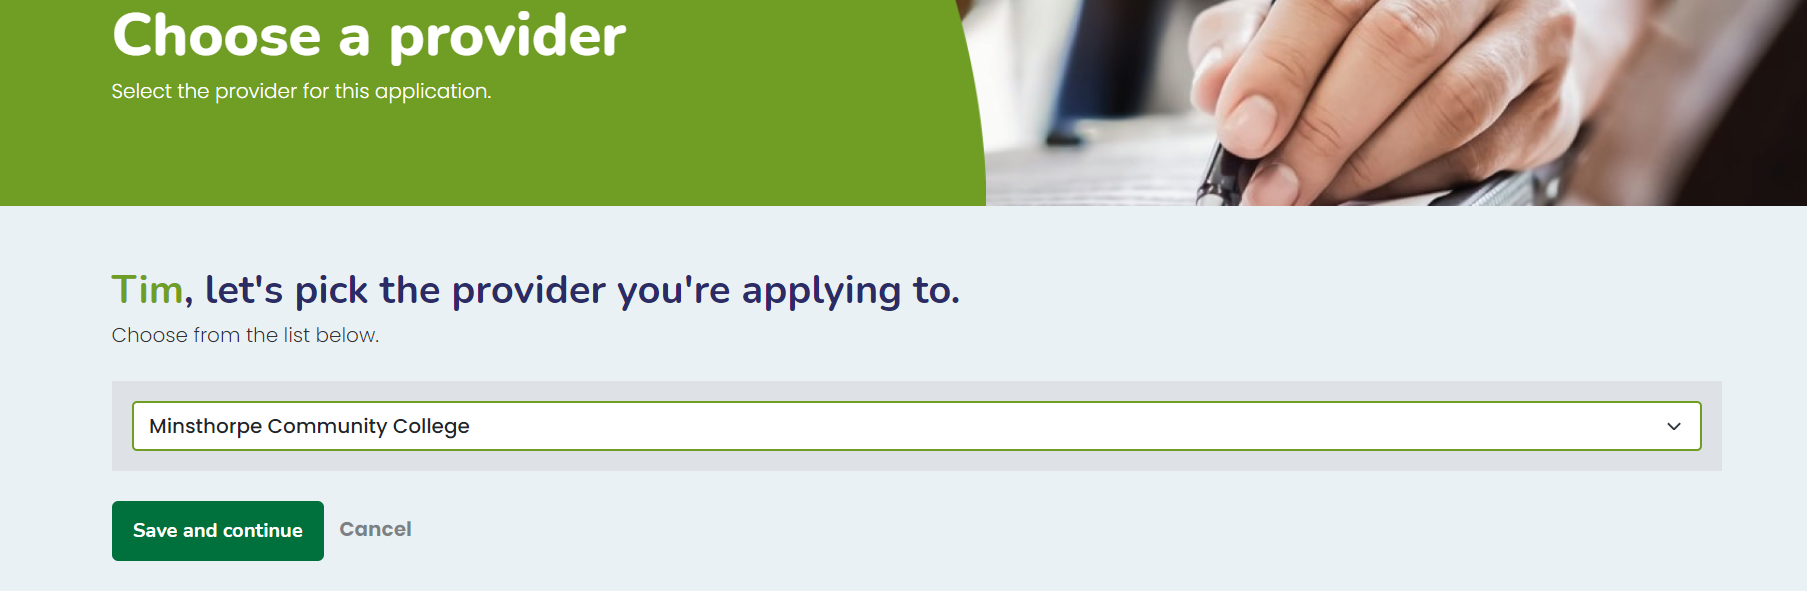 Choose a provider
Select the provider for this application.
Tim, let's pick the provider you're applying to.
Choose from the list below.
Minsthorpe Community College
Save and continue
Cancel